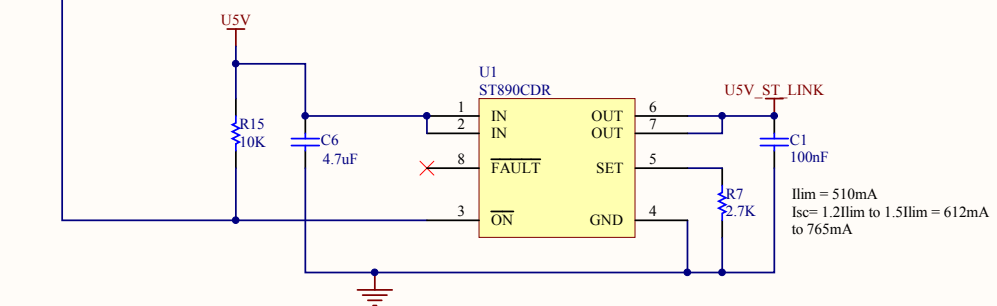 U5V
U1
ST890CDR
U5V_ST_LINK
1
IN
OUT
6
2
IN
OUT
7
R15
10K
C6
4.7uF
C1
100nF
8
FAULT
SET
5
R7
2.7K
Ilim = 510mA
Isc= 1.2Ilim to 1.5Ilim = 612mA
to 765mA
3
ON
GND
4